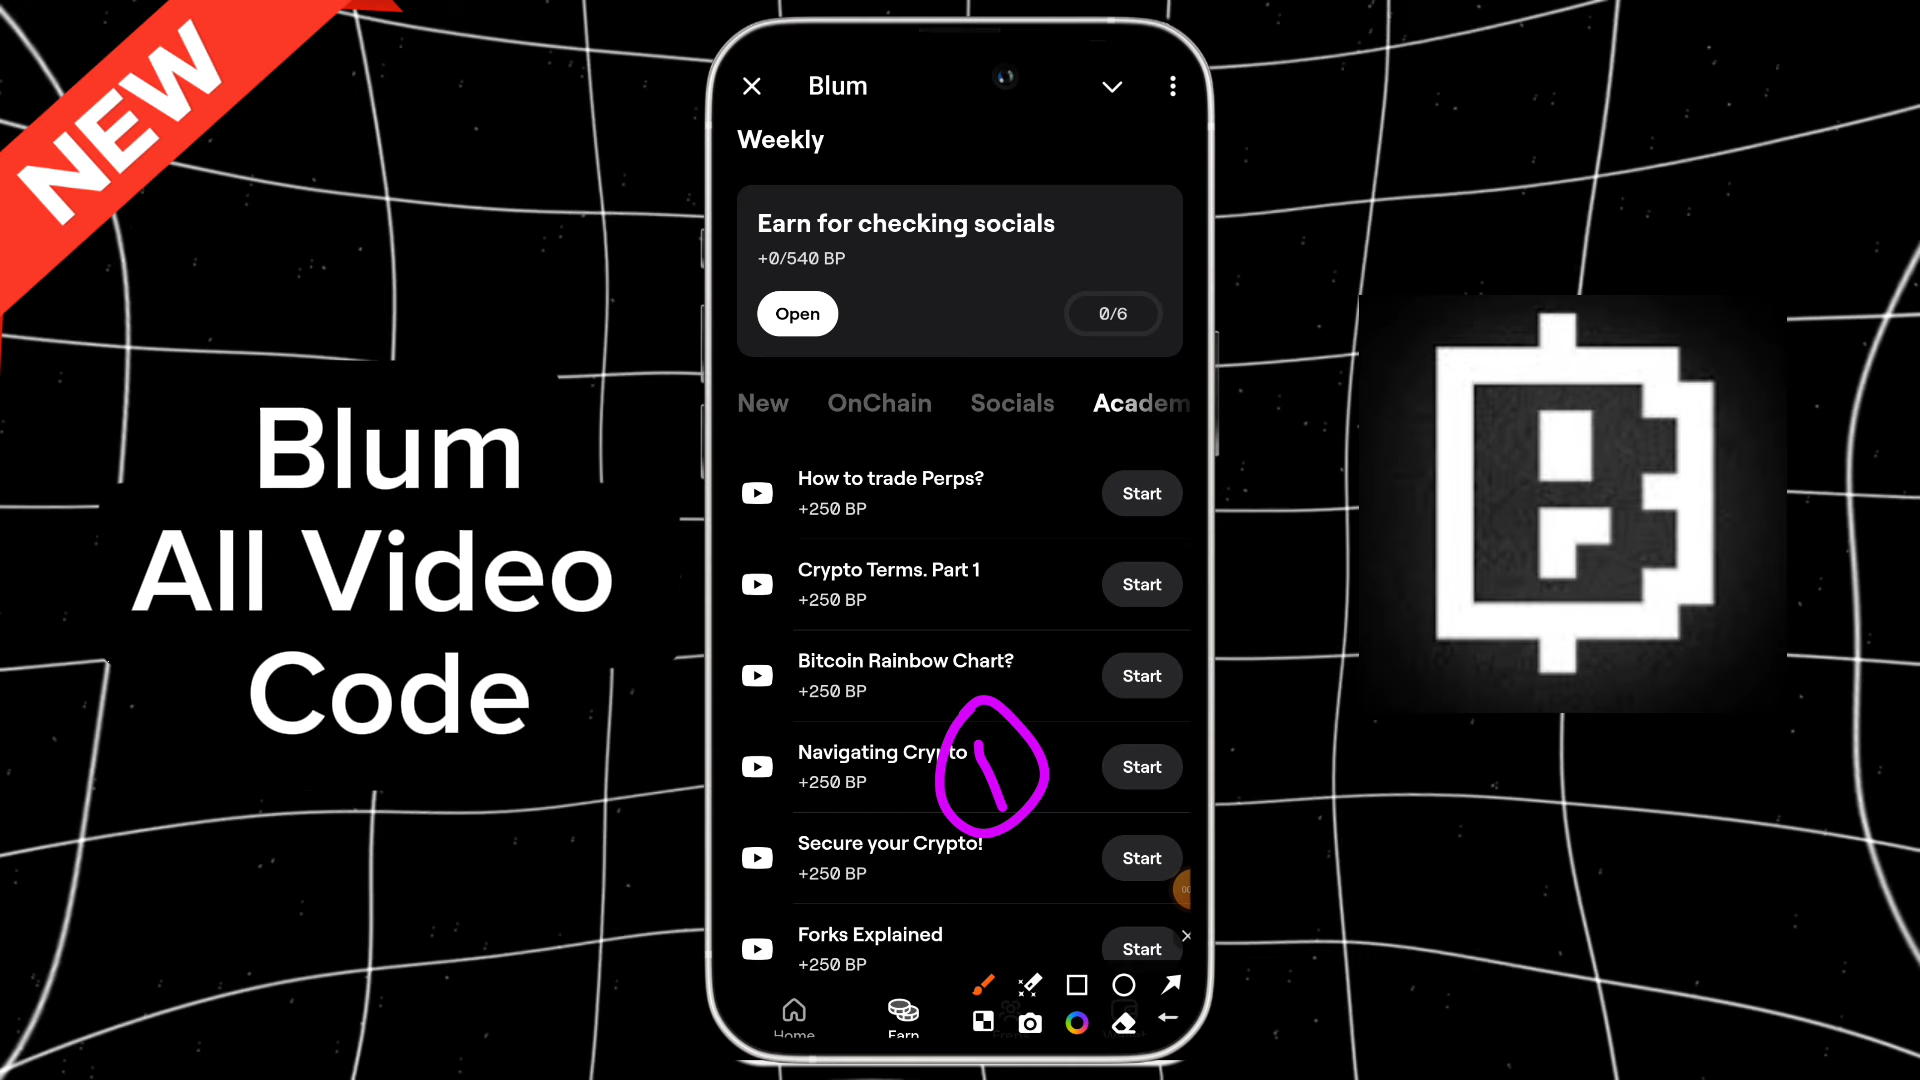 NEW
Blum
All Video
Code
Blum
Weekly
Earn for checking socials
+0/540 BP
Open
0/6
New OnChain Socials Academ
How to trade Perps?
+250 BP
Start
Crypto Terms. Part 1
+250 BP
Start
Bitcoin Rainbow Chart?
+250 BP
Start
Navigating Crypto
+250 BP
Start
Secure your Crypto!
+250 BP
Start
00
Forks Explained
+250 BP
Start
Home Earn